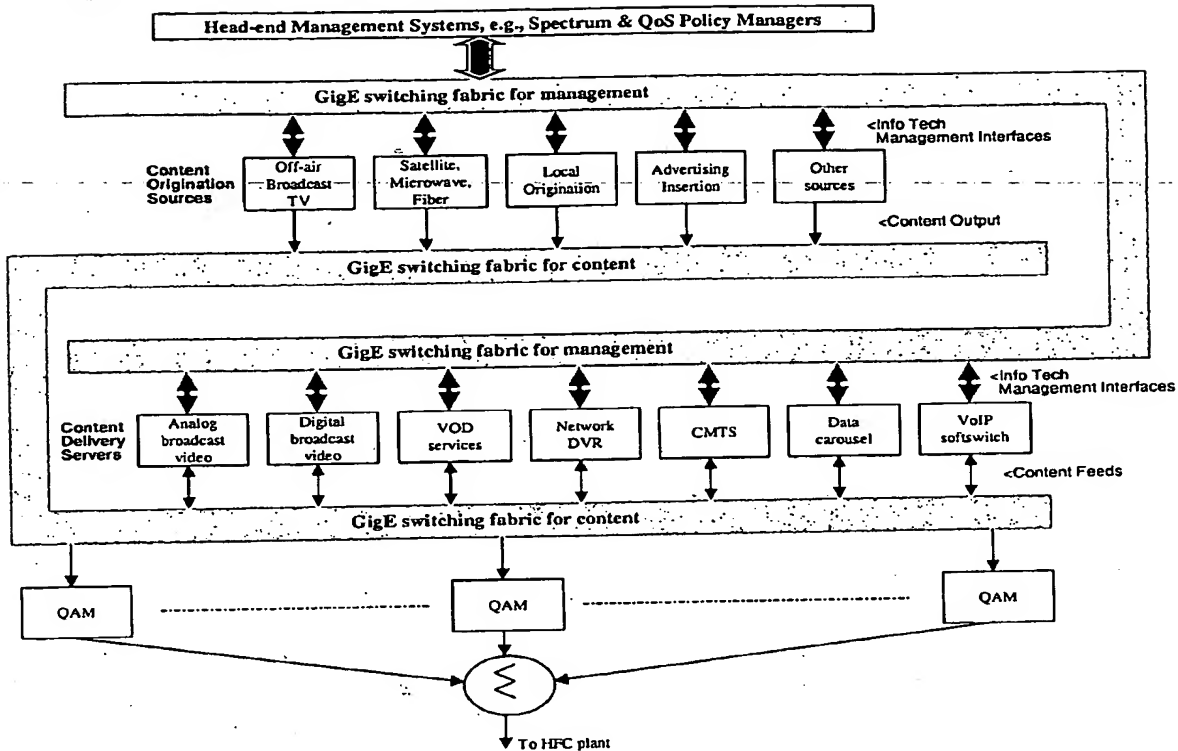 Head-end Management Systems, e.g., Spectrum & QoS Policy Managers
GigE switching fabric for management
<Info Tech
Management Interfaces
Content
Origination
Sources
Off-air
Broadcast
TV
Satellite,
Microwave,
Fiber
Local
Origination
Advertising
Insertion
Other
sources
<Content Output
GigE switching fabric for content
GigE switching fabric for management
<Info Tech
Management Interfaces
Content
Delivery
Servers
Analog
broadcast
video
Digital
broadcast
video
VOD
services
Network
DVR
CMTS
Data
carousel
VoIP
softswitch
<Content Feeds
GigE switching fabric for content
QAM
QAM
QAM
To HFC plant